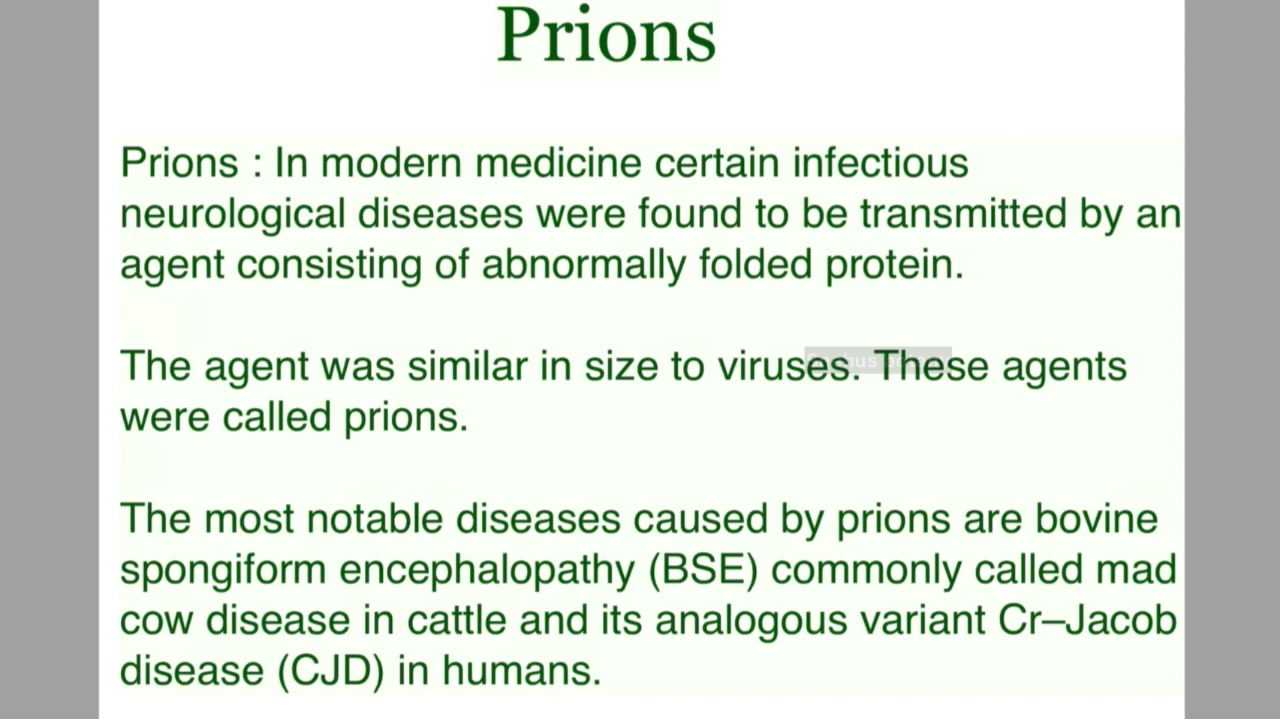 Prions
Prions : In modern medicine certain infectious
neurological diseases were found to be transmitted by an
agent consisting of abnormally folded protein.
The agent was similar in size to viruses. These agents
were called prions.
The most notable diseases caused by prions are bovine
spongiform encephalopathy (BSE) commonly called mad
cow disease in cattle and its analogous variant Cr–Jacob
disease (CJD) in humans.